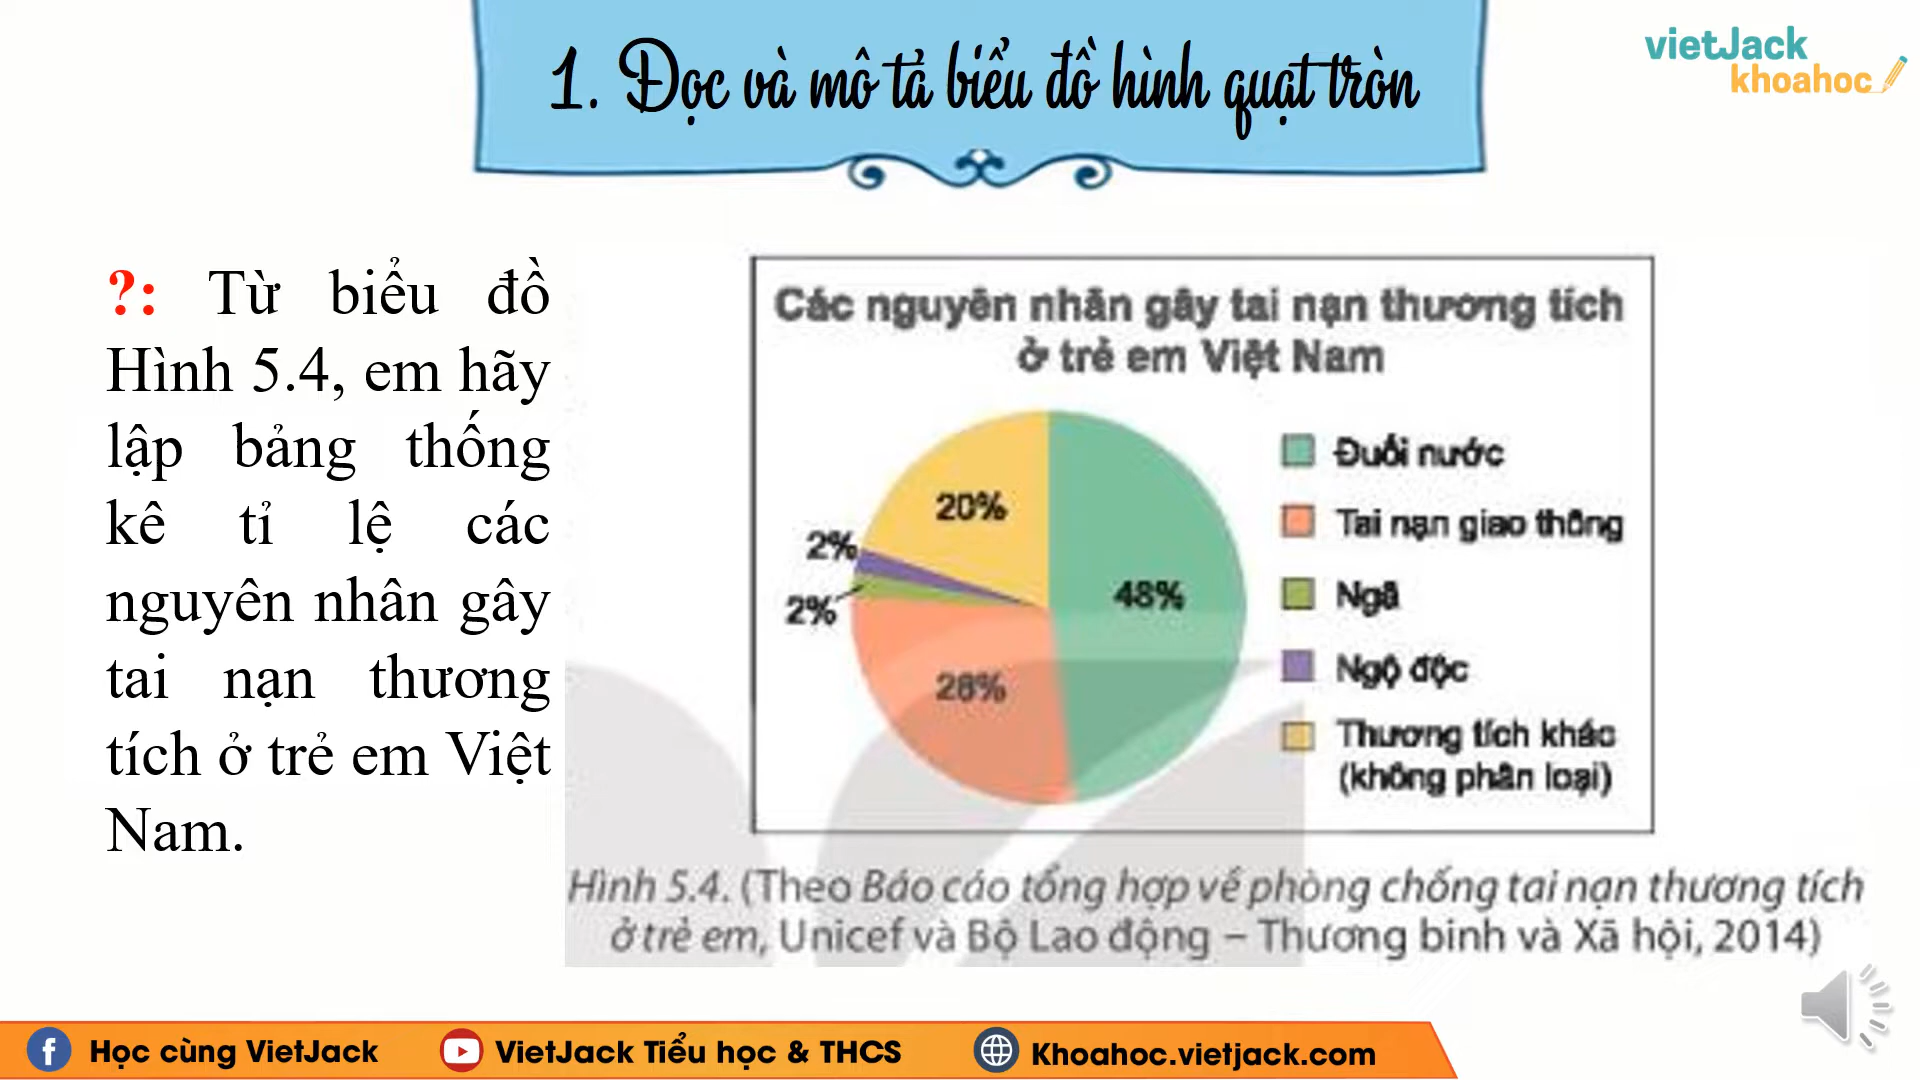 1. Đọc và mô tả biểu đồ hình quạt tròn
vietJack
khoahoc
?: Từ biểu đồ
Hình 5.4, em hãy
lập bảng thống
kê tỉ lệ các
nguyên nhân gây
tai nạn thương
tích ở trẻ em Việt
Nam.
Các nguyên nhân gây tai nạn thương tích
ở trẻ em Việt Nam
20%
2%
2%
48%
28%
Đuối nước
Tai nạn giao thông
Ngã
Ngộ độc
Thương tích khác
(không phân loại)
Hình 5.4. (Theo Báo cáo tổng hợp về phòng chống tai nạn thương tích
ở trẻ em, Unicef và Bộ Lao động – Thương binh và Xã hội, 2014)
Học cùng VietJack
VietJack Tiểu học & THCS
Khoahoc.vietjack.com